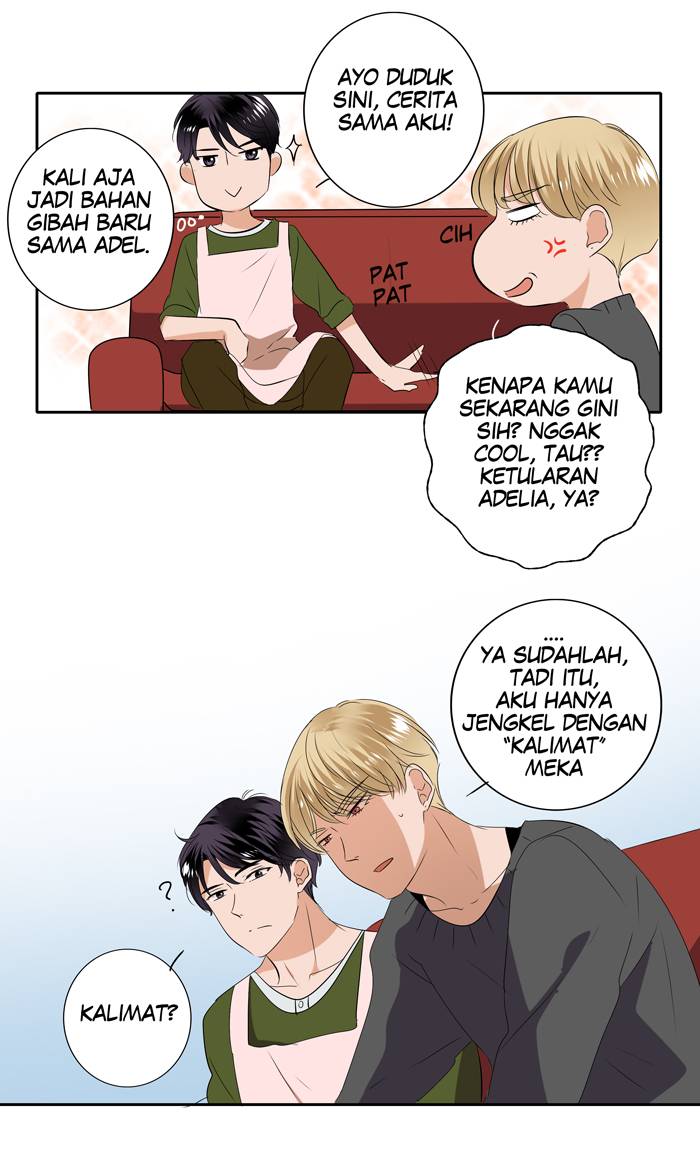 AYO DUDUK
SINI, CERITA
SAMA AKU!
KALI AJA
JADI BAHAN
GIBAH BARU
SAMA ADEL.
CIH
PAT
PAT
KENAPA KAMU
SEKARANG GINI
SIH? NGGAK
COOL, TAU??
KETULARAN
ADELIA, YA?
....
YA SUDAHLAH,
TADI ITU,
AKU HANYA
JENGKEL DENGAN
"KALIMAT"
MEKA
?
KALIMAT?